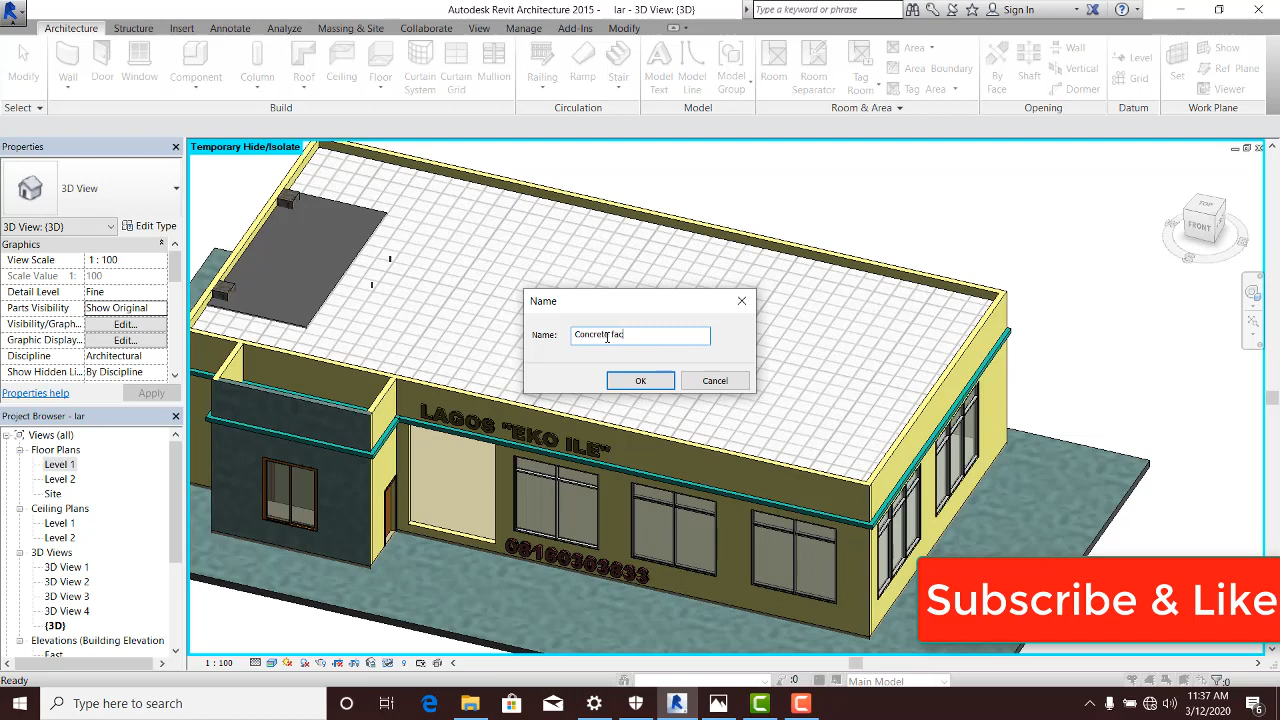 Autodesk Revit Architecture 2015 - lar - 3D View: {3D}
Type a keyword or phrase
Sign In
Architecture Structure Insert Annotate Analyze Massing & Site Collaborate View Manage Add-Ins Modify
Modify Wall Door Window Component Column Roof Ceiling Floor Curtain System Curtain Grid Mullion Railing Ramp Stair Model Text Model Line Model Group Room Room Separator Tag Room Area Area Boundary Tag Area By Face Shaft Wall Vertical Dormer Level Grid Set Show Ref Plane Viewer
Select Build Circulation Model Room & Area Opening Datum Work Plane
Properties
3D View
3D View: {3D} Edit Type
Graphics
View Scale 1 : 100
Scale Value 1: 100
Detail Level Fine
Parts Visibility Show Original
Visibility/Graph... Edit...
Graphic Display... Edit...
Discipline Architectural
Show Hidden Li... By Discipline
Properties help Apply
Project Browser - lar
Views (all)
Floor Plans
Level 1
Level 2
Site
Ceiling Plans
Level 1
Level 2
3D Views
3D View 1
3D View 2
3D View 3
3D View 4
{3D}
Elevations (Building Elevation
East
Temporary Hide/Isolate
TOP
FRONT
Name
Name: Concrete fac
OK Cancel
LAGOS "EKO ILE"
08160303633
Subscribe & Like
1 : 100
Ready
:0
Main Model
:0
Type here to search
11:37 AM
3/12/2020
6